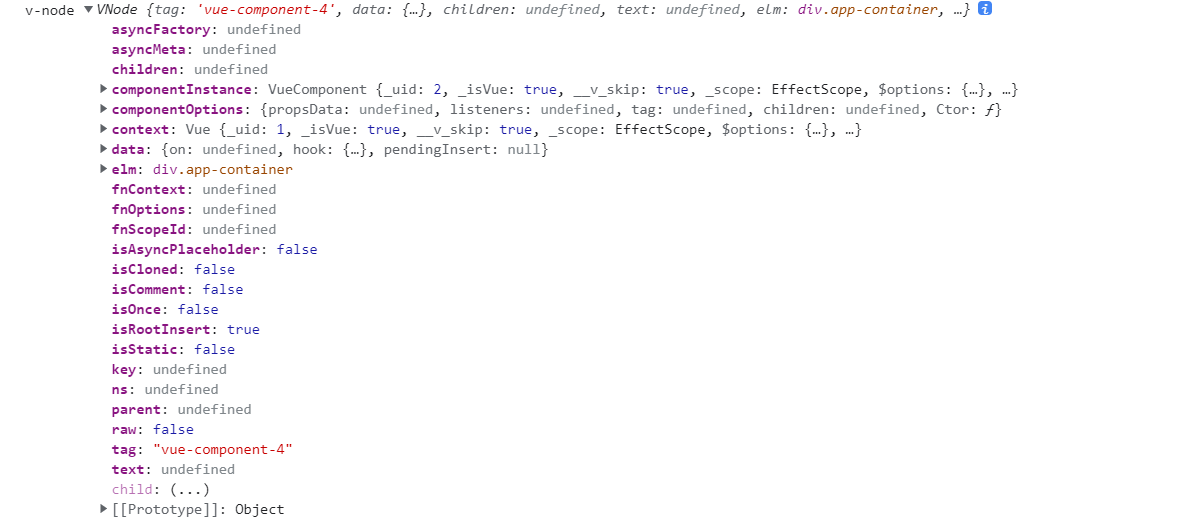 v-node ▼VNode {tag: 'vue-component-4', data: {…}, children: undefined, text: undefined, elm: div.app-container, …} i
asyncFactory: undefined
asyncMeta: undefined
children: undefined
▶componentInstance: VueComponent {_uid: 2, _isVue: true, __v_skip: true, _scope: EffectScope, $options: {…}, …}
▶componentOptions: {propsData: undefined, listeners: undefined, tag: undefined, children: undefined, Ctor: ƒ}
▶context: Vue {_uid: 1, _isVue: true, __v_skip: true, _scope: EffectScope, $options: {…}, …}
▶data: {on: undefined, hook: {…}, pendingInsert: null}
▶elm: div.app-container
fnContext: undefined
fnOptions: undefined
fnScopeId: undefined
isAsyncPlaceholder: false
isCloned: false
isComment: false
isOnce: false
isRootInsert: true
isStatic: false
key: undefined
ns: undefined
parent: undefined
raw: false
tag: "vue-component-4"
text: undefined
child: (...)
▶[[Prototype]]: Object